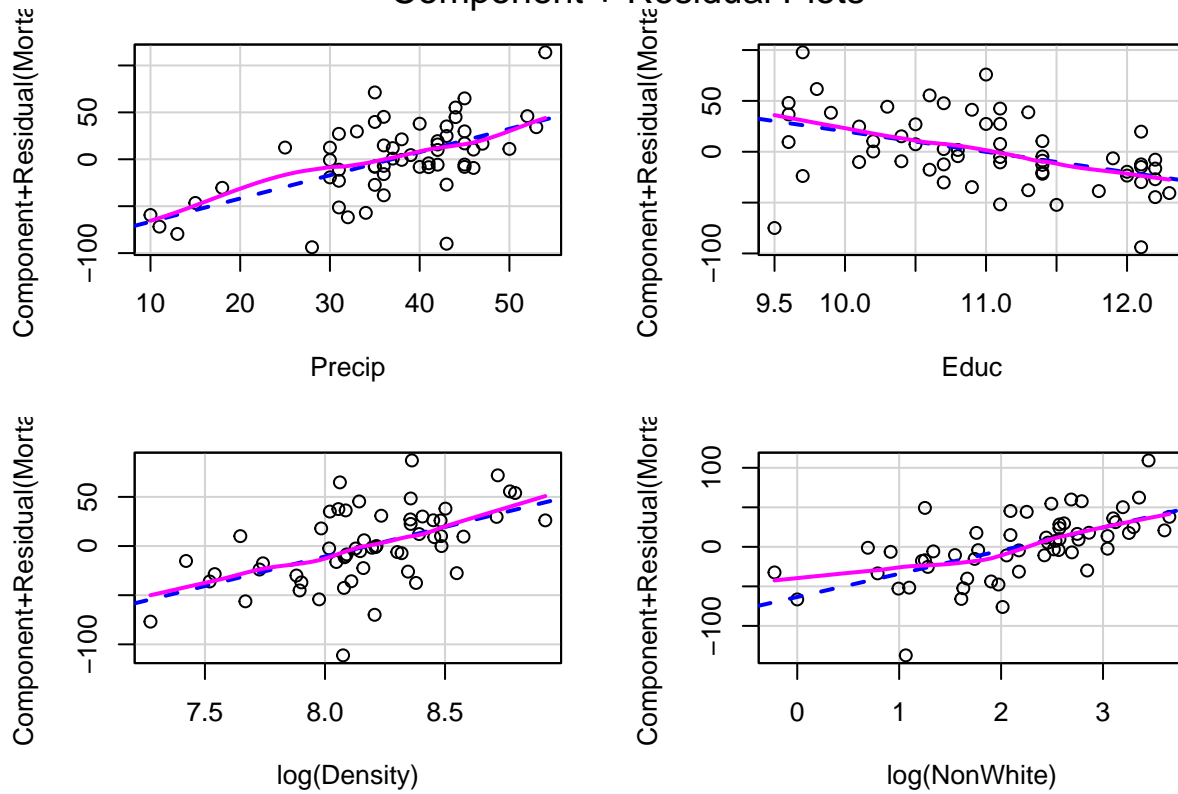 Component + Residual Plots
Component+Residual(Morta
50
0
−100
10 20 30 40 50
Precip
Component+Residual(Morta
50
0
−100
9.5 10.0 11.0 12.0
Educ
Component+Residual(Morta
50
0
−100
7.5 8.0 8.5
log(Density)
Component+Residual(Morta
100
0
−100
0 1 2 3
log(NonWhite)